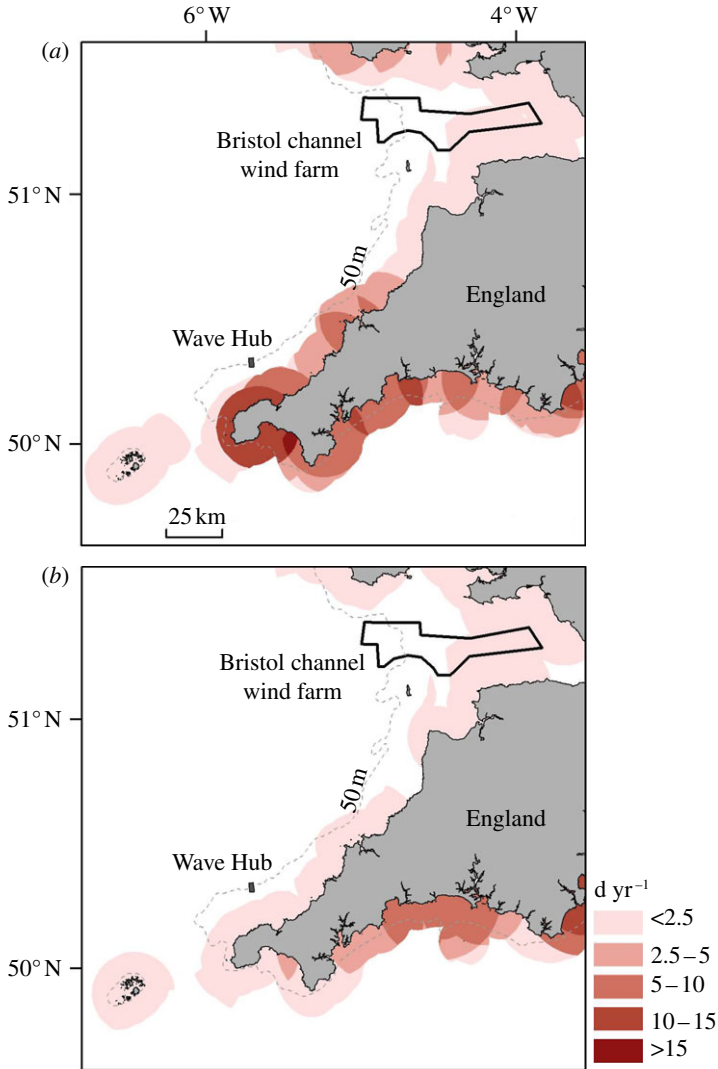 6° W 4° W
(a)
Bristol channel
wind farm
51° N
50 m
England
Wave Hub
50° N
25 km
(b)
Bristol channel
wind farm
51° N
50 m
England
Wave Hub
d yr⁻¹
<2.5
2.5–5
50° N
5–10
10–15
>15